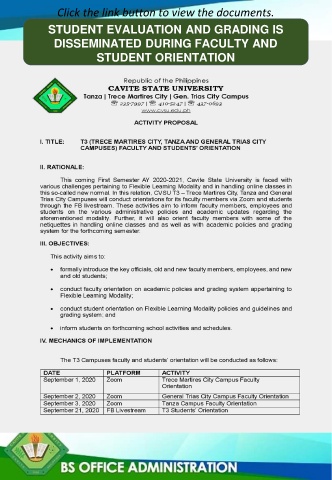 Click the link button to view the documents.
STUDENT EVALUATION AND GRADING IS
DISSEMINATED DURING FACULTY AND
STUDENT ORIENTATION
Republic of the Philippines
CAVITE STATE UNIVERSITY
Tanza | Trece Martires City | Gen. Trias City Campus
www.cvsu.edu.ph
ACTIVITY PROPOSAL
I. TITLE: T3 (TRECE MARTIRES CITY, TANZA AND GENERAL TRIAS CITY
CAMPUSES) FACULTY AND STUDENTS' ORIENTATION
II. RATIONALE:
This coming First Semester AY 2020-2021, Cavite State University is faced with
various challenges pertaining to Flexible Learning Modality and in handling online classes in
this so-called new normal. In this relation, CVSU T3 – Trece Martires City, Tanza and General
Trias City Campuses will conduct orientations for its faculty members via Zoom and students
through the FB livestream. These activities aim to inform faculty members, employees and
students on the various administrative policies and academic updates regarding the
aforementioned modality. Further, it will also orient faculty members with some of the
netiquettes in handling online classes and as well as with academic policies and grading
system for the forthcoming semester.
III. OBJECTIVES:
This activity aims to:
• formally introduce the key officials, old and new faculty members, employees, and new
and old students;
• conduct faculty orientation on academic policies and grading system appertaining to
Flexible Learning Modality;
• conduct student orientation on Flexible Learning Modality policies and guidelines and
grading system; and
• inform students on forthcoming school activities and schedules.
IV. MECHANICS OF IMPLEMENTATION
The T3 Campuses faculty and students' orientation will be conducted as follows:
DATE PLATFORM ACTIVITY
September 1, 2020 Zoom Trece Martires City Campus Faculty
Orientation
September 2, 2020 Zoom General Trias City Campus Faculty Orientation
September 3, 2020 Zoom Tanza Campus Faculty Orientation
September 21, 2020 FB Livestream T3 Students' Orientation
BS OFFICE ADMINISTRATION